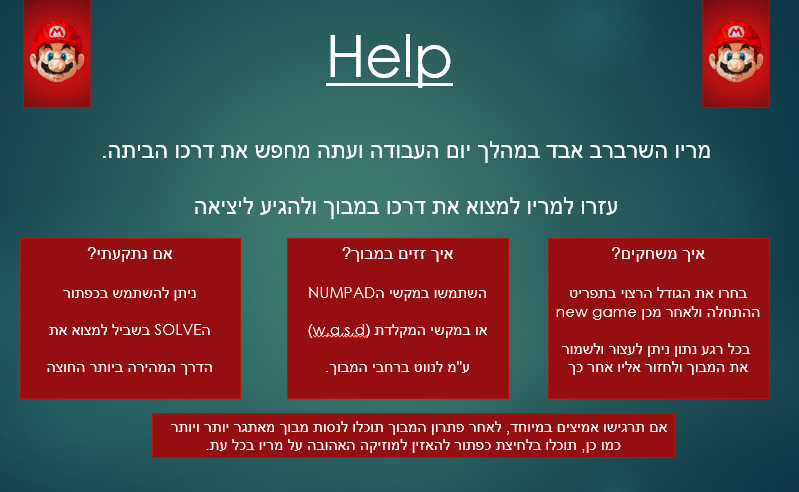 Help
מריו השרברב אבד במהלך יום העבודה ועתה מחפש את דרכו הביתה.
עזרו למריו למצוא את דרכו במבוך ולהגיע ליציאה
איך משחקים?
בחרו את הגודל הרצוי בתפריט
ההתחלה ולאחר מכן new game
בכל רגע נתון ניתן לעצור ולשמור
את המבוך ולחזור אליו אחר כך
איך זזים במבוך?
השתמשו במקשי הNUMPAD
או במקשי המקלדת (w,a,s,d)
ע"מ לנווט ברחבי המבוך.
אם נתקעתי?
ניתן להשתמש בכפתור
הSOLVE בשביל למצוא את
הדרך המהירה ביותר החוצה
אם תרגישו אמיצים במיוחד, לאחר פתרון המבוך תוכלו לנסות מבוך מאתגר יותר ויותר
כמו כן, תוכלו בלחיצת כפתור להאזין למוזיקה האהובה על מריו בכל עת.